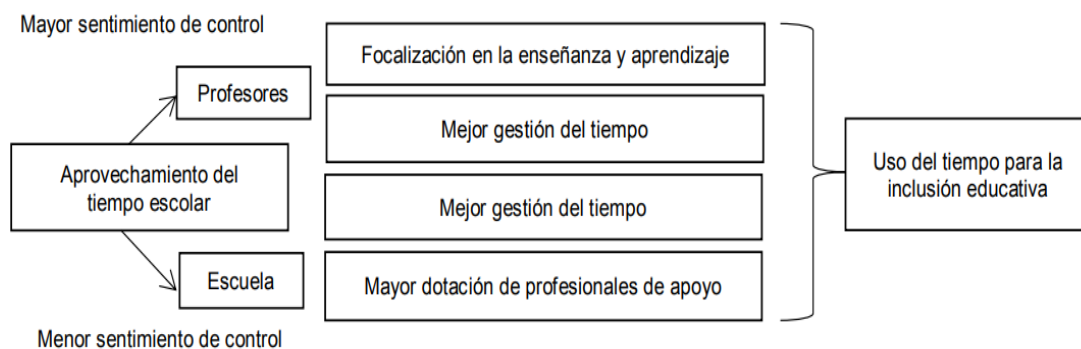 Mayor sentimiento de control
Focalización en la enseñanza y aprendizaje
Profesores
Mejor gestión del tiempo
Aprovechamiento del
tiempo escolar
Uso del tiempo para la
inclusión educativa
Mejor gestión del tiempo
Escuela
Mayor dotación de profesionales de apoyo
Menor sentimiento de control